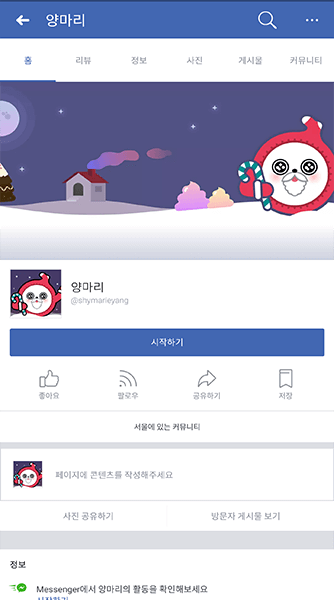 양마리
홈 리뷰 정보 사진 게시물 커뮤니티
양마리
@shymarieyang
시작하기
좋아요 팔로우 공유하기 저장
서울에 있는 커뮤니티
페이지에 콘텐츠를 작성해주세요
사진 공유하기 방문자 게시물 보기
정보
Messenger에서 양마리의 활동을 확인해보세요
시작하기